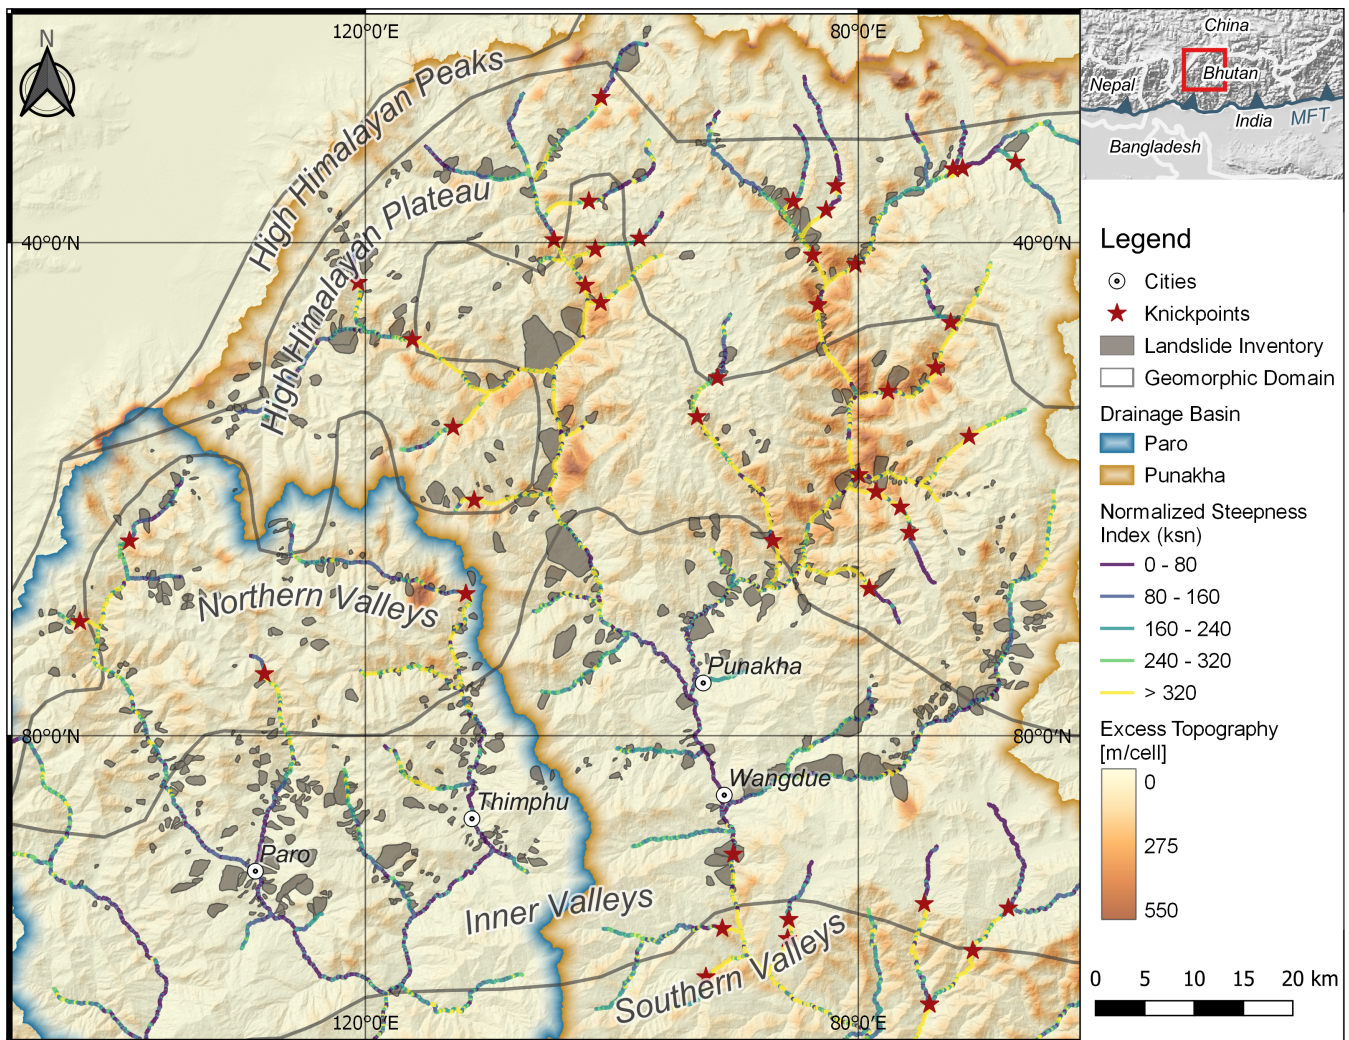 N
120°0′E
80°0′E
High Himalayan Peaks
High Himalayan Plateau
40°0′N
40°0′N
Northern Valleys
Punakha
80°0′N
80°0′N
Wangdue
Thimphu
Paro
Inner Valleys
Southern Valleys
120°0′E
80°0′E
China
Nepal
Bhutan
India
MFT
Bangladesh
Legend
Cities
Knickpoints
Landslide Inventory
Geomorphic Domain
Drainage Basin
Paro
Punakha
Normalized Steepness
Index (ksn)
0 - 80
80 - 160
160 - 240
240 - 320
> 320
Excess Topography
[m/cell]
0
275
550
0 5 10 15 20 km